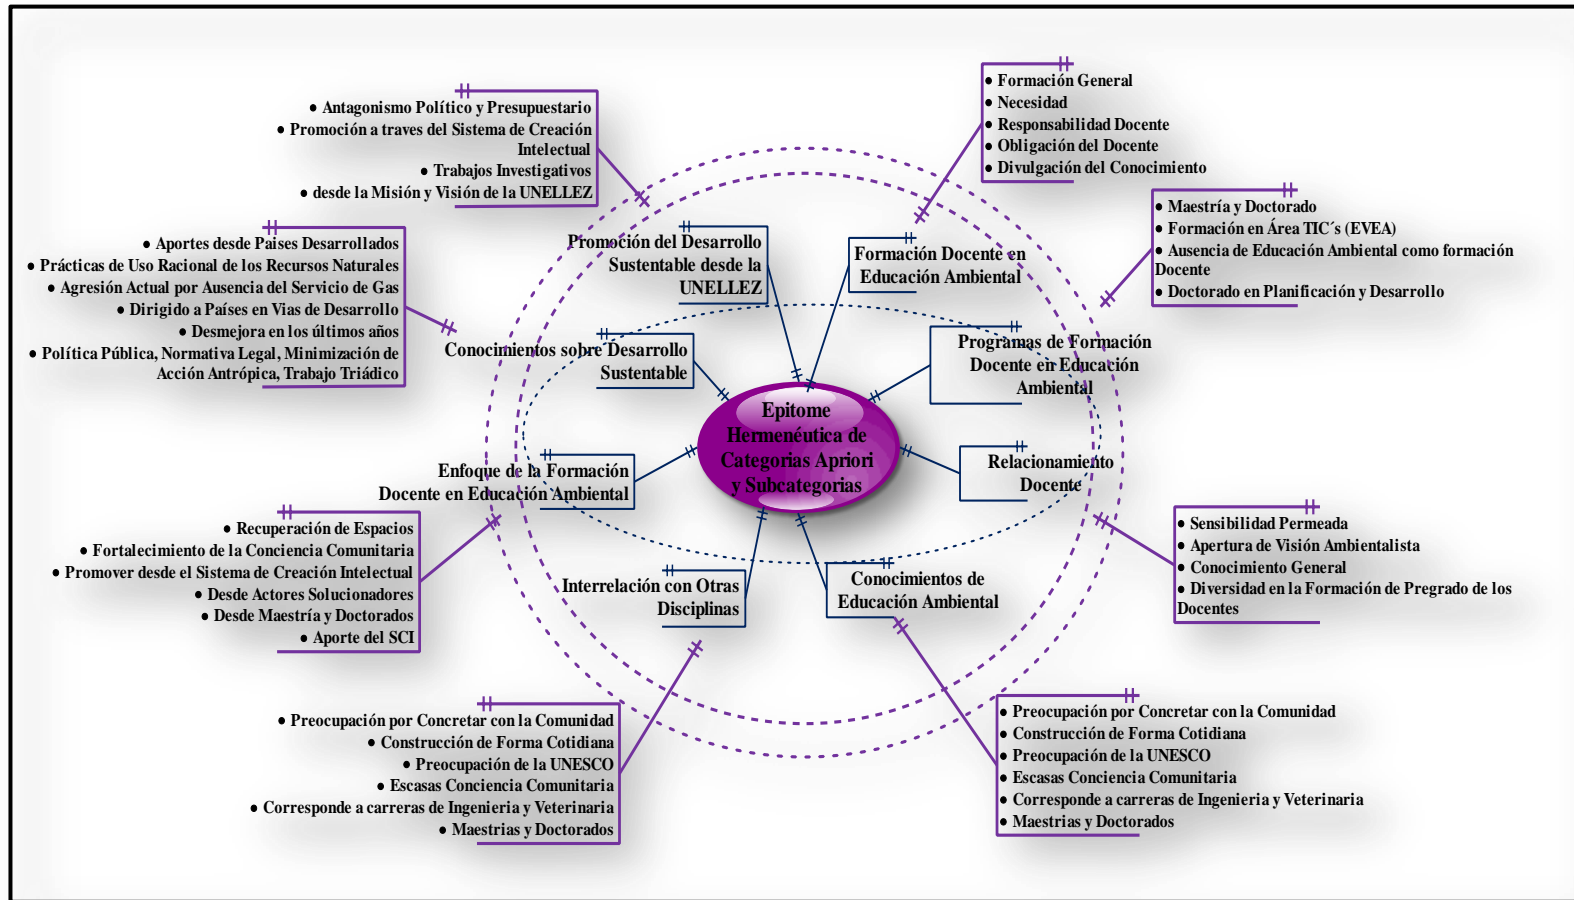 ● Antagonismo Político y Presupuestario
● Promoción a traves del Sistema de Creación
Intelectual
● Trabajos Investigativos
● desde la Misión y Visión de la UNELLEZ
● Formación General
● Necesidad
● Responsabilidad Docente
● Obligación del Docente
● Divulgación del Conocimiento
● Aportes desde Paises Desarrollados
● Prácticas de Uso Racional de los Recursos Naturales
● Agresión Actual por Ausencia del Servicio de Gas
● Dirigido a Países en Vias de Desarrollo
● Desmejora en los últimos años
● Política Pública, Normativa Legal, Minimización de
Acción Antrópica, Trabajo Triádico
● Maestría y Doctorado
● Formación en Área TIC´s (EVEA)
● Ausencia de Educación Ambiental como formación
Docente
● Doctorado en Planificación y Desarrollo
Promoción del Desarrollo
Sustentable desde la
UNELLEZ
Formación Docente en
Educación Ambiental
Conocimientos sobre Desarrollo
Sustentable
Programas de Formación
Docente en Educación
Ambiental
Epitome
Hermenéutica de
Categorias Apriori
y Subcategorias
Enfoque de la Formación
Docente en Educación Ambiental
Relacionamiento
Docente
Interrelación con Otras
Disciplinas
Conocimientos de
Educación Ambiental
● Recuperación de Espacios
● Fortalecimiento de la Conciencia Comunitaria
● Promover desde el Sistema de Creación Intelectual
● Desde Actores Solucionadores
● Desde Maestría y Doctorados
● Aporte del SCI
● Sensibilidad Permeada
● Apertura de Visión Ambientalista
● Conocimiento General
● Diversidad en la Formación de Pregrado de los
Docentes
● Preocupación por Concretar con la Comunidad
● Construcción de Forma Cotidiana
● Preocupación de la UNESCO
● Escasas Conciencia Comunitaria
● Corresponde a carreras de Ingenieria y Veterinaria
● Maestrias y Doctorados
● Preocupación por Concretar con la Comunidad
● Construcción de Forma Cotidiana
● Preocupación de la UNESCO
● Escasas Conciencia Comunitaria
● Corresponde a carreras de Ingenieria y Veterinaria
● Maestrias y Doctorados